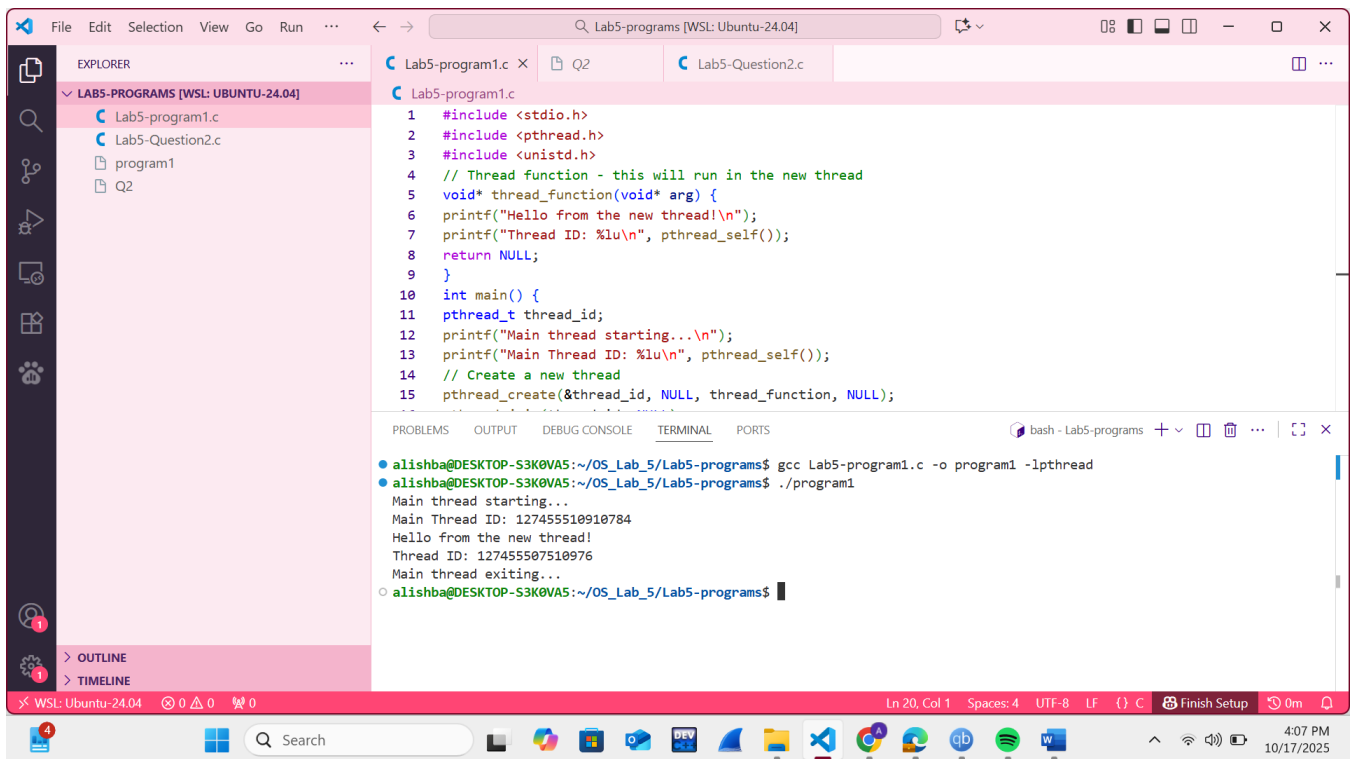 File Edit Selection View Go Run ··· Lab5-programs [WSL: Ubuntu-24.04]
EXPLORER ···
LAB5-PROGRAMS [WSL: UBUNTU-24.04]
C Lab5-program1.c
C Lab5-Question2.c
program1
Q2
OUTLINE
TIMELINE
C Lab5-program1.c × Q2 C Lab5-Question2.c ···
C Lab5-program1.c
1 #include <stdio.h>
2 #include <pthread.h>
3 #include <unistd.h>
4 // Thread function - this will run in the new thread
5 void* thread_function(void* arg) {
6 printf("Hello from the new thread!\n");
7 printf("Thread ID: %lu\n", pthread_self());
8 return NULL;
9 }
10 int main() {
11 pthread_t thread_id;
12 printf("Main thread starting...\n");
13 printf("Main Thread ID: %lu\n", pthread_self());
14 // Create a new thread
15 pthread_create(&thread_id, NULL, thread_function, NULL);
PROBLEMS OUTPUT DEBUG CONSOLE TERMINAL PORTS bash - Lab5-programs ···
alishba@DESKTOP-S3K0VA5:~/OS_Lab_5/Lab5-programs$ gcc Lab5-program1.c -o program1 -lpthread
alishba@DESKTOP-S3K0VA5:~/OS_Lab_5/Lab5-programs$ ./program1
Main thread starting...
Main Thread ID: 127455510910784
Hello from the new thread!
Thread ID: 127455507510976
Main thread exiting...
alishba@DESKTOP-S3K0VA5:~/OS_Lab_5/Lab5-programs$
1
1
WSL: Ubuntu-24.04 0 0 0 Ln 20, Col 1 Spaces: 4 UTF-8 LF {} C Finish Setup 0m
4 Search DEV A qb W 4:07 PM
10/17/2025